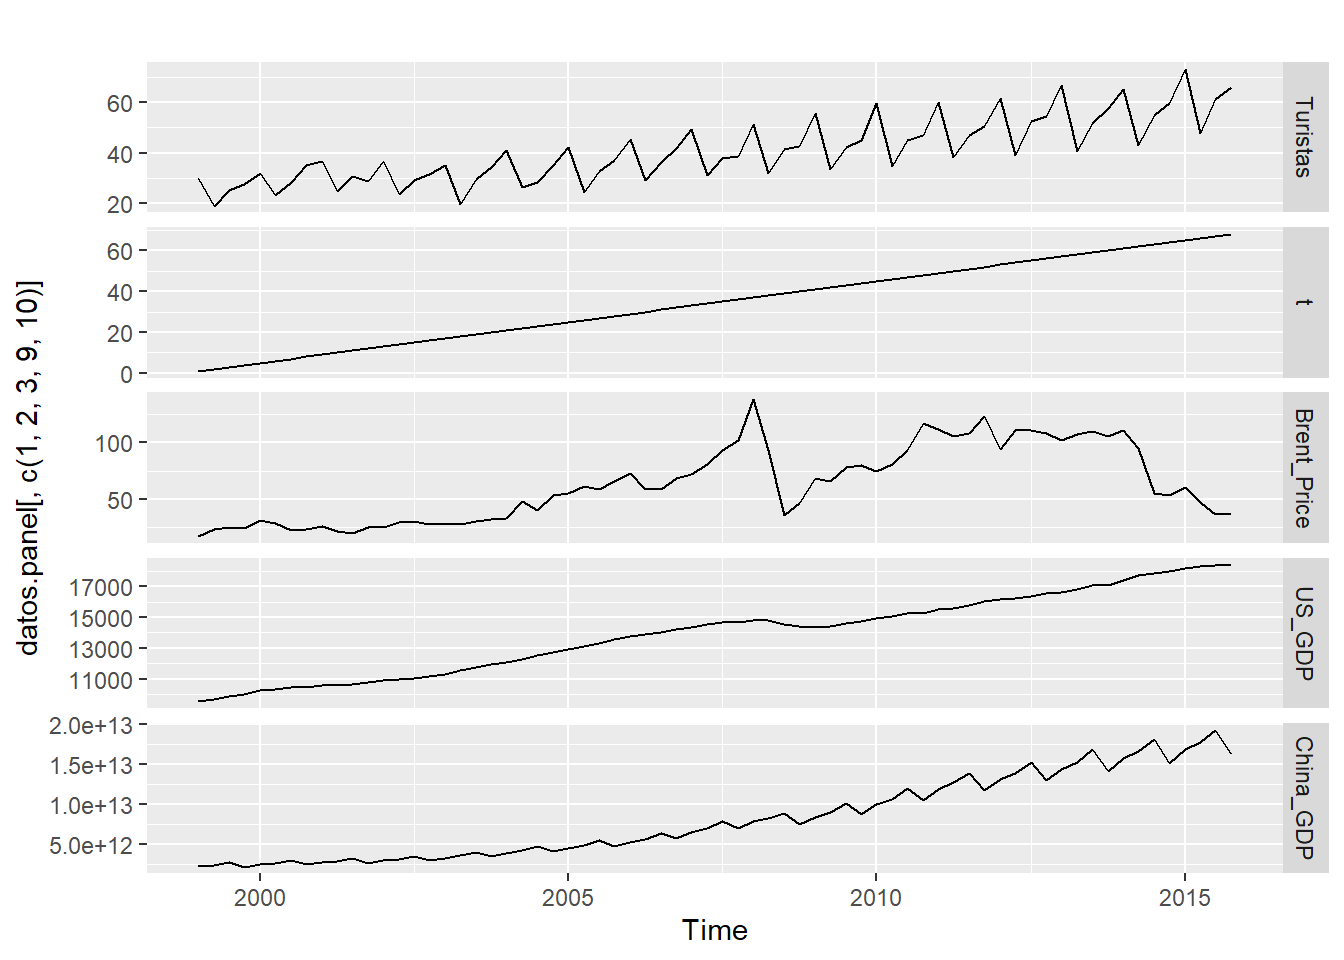 60
40
20
Turistas
60
40
20
0
t
100
50
Brent_Price
17000
15000
13000
11000
US_GDP
2.0e+13
1.5e+13
1.0e+13
5.0e+12
China_GDP
datos.panel[, c(1, 2, 3, 9, 10)]
2000 2005 2010 2015
Time